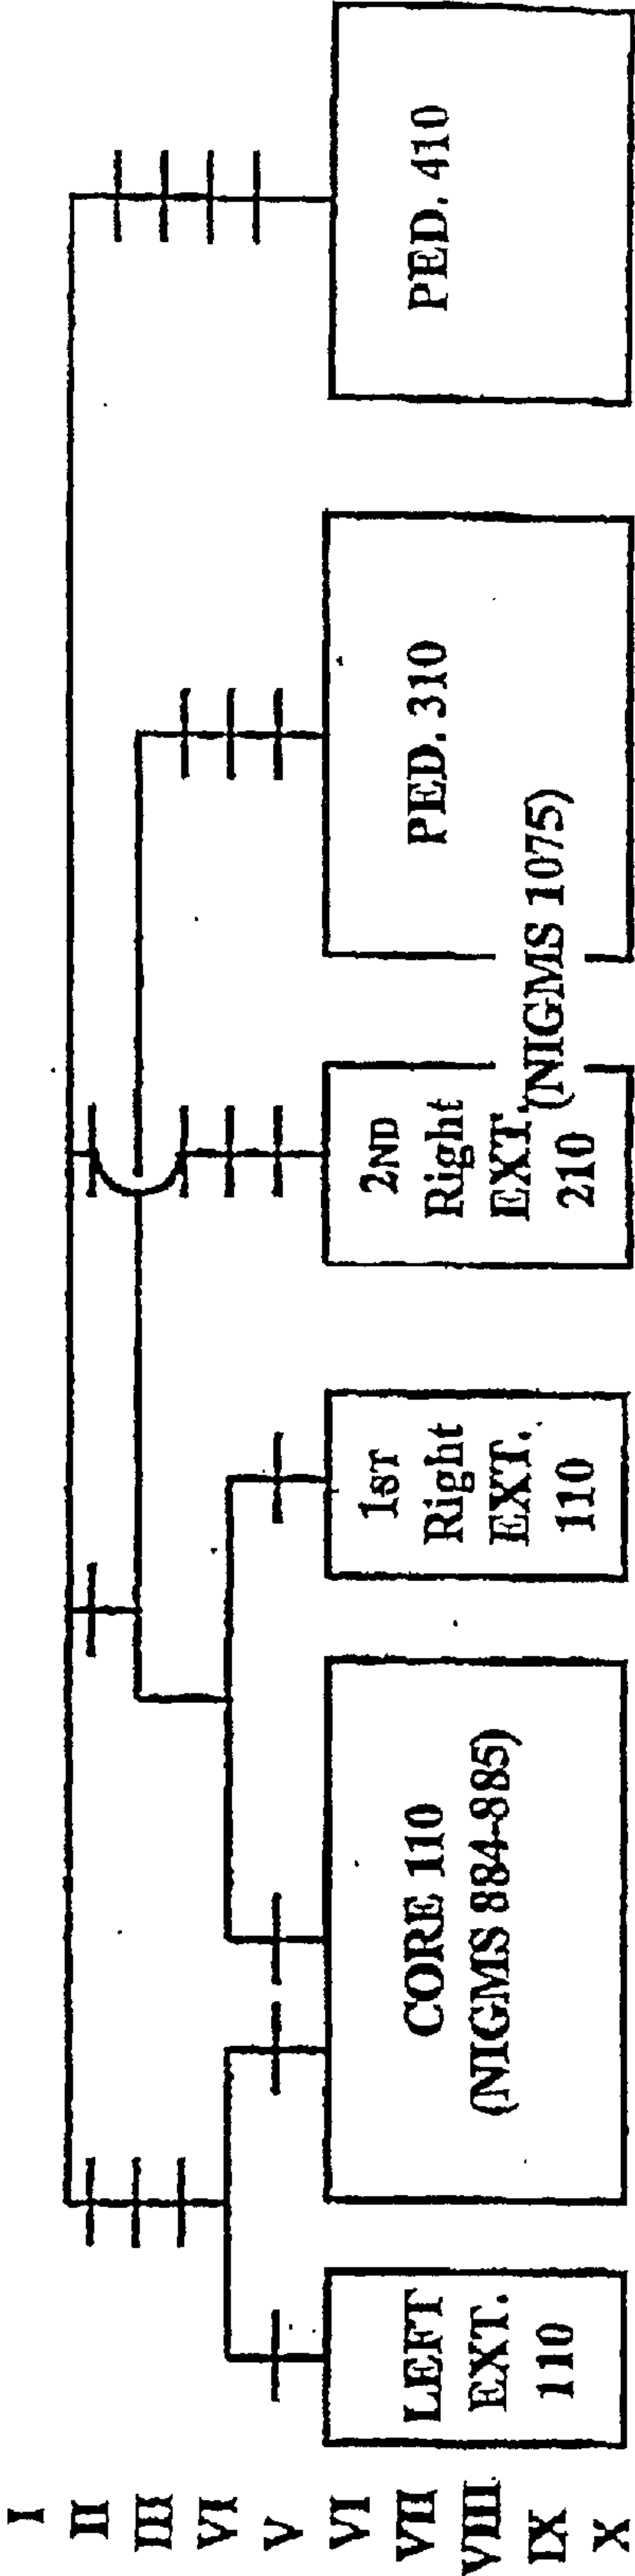 I
II
III
VI
V
VI
VII
VIII
IX
X
LEFT
EXT.
110
CORE 110
(NIGMS 884-885)
1ST
Right
EXT.
110
2ND
Right
EXT.
210
(NIGMS 1075)
PED. 310
PED. 410